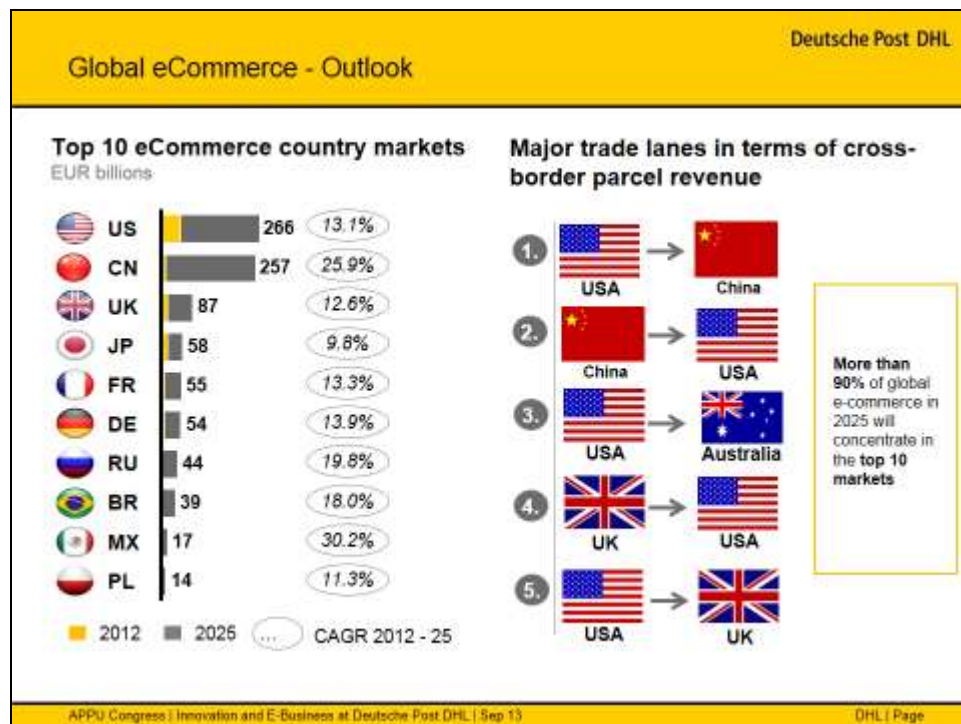 Deutsche Post DHL
Global eCommerce - Outlook
Top 10 eCommerce country markets
EUR billions
US 266 13.1%
CN 257 25.9%
UK 87 12.6%
JP 58 9.8%
FR 55 13.3%
DE 54 13.9%
RU 44 19.8%
BR 39 18.0%
MX 17 30.2%
PL 14 11.3%
2012 2025 ... CAGR 2012 - 25
Major trade lanes in terms of cross-
border parcel revenue
1.
USA China
2.
China USA
3.
USA Australia
4.
UK USA
5.
USA UK
More than
90% of global
e-commerce in
2025 will
concentrate in
the top 10
markets
APPU Congress | Innovation and E-Business at Deutsche Post DHL | Sep 13
DHL | Page